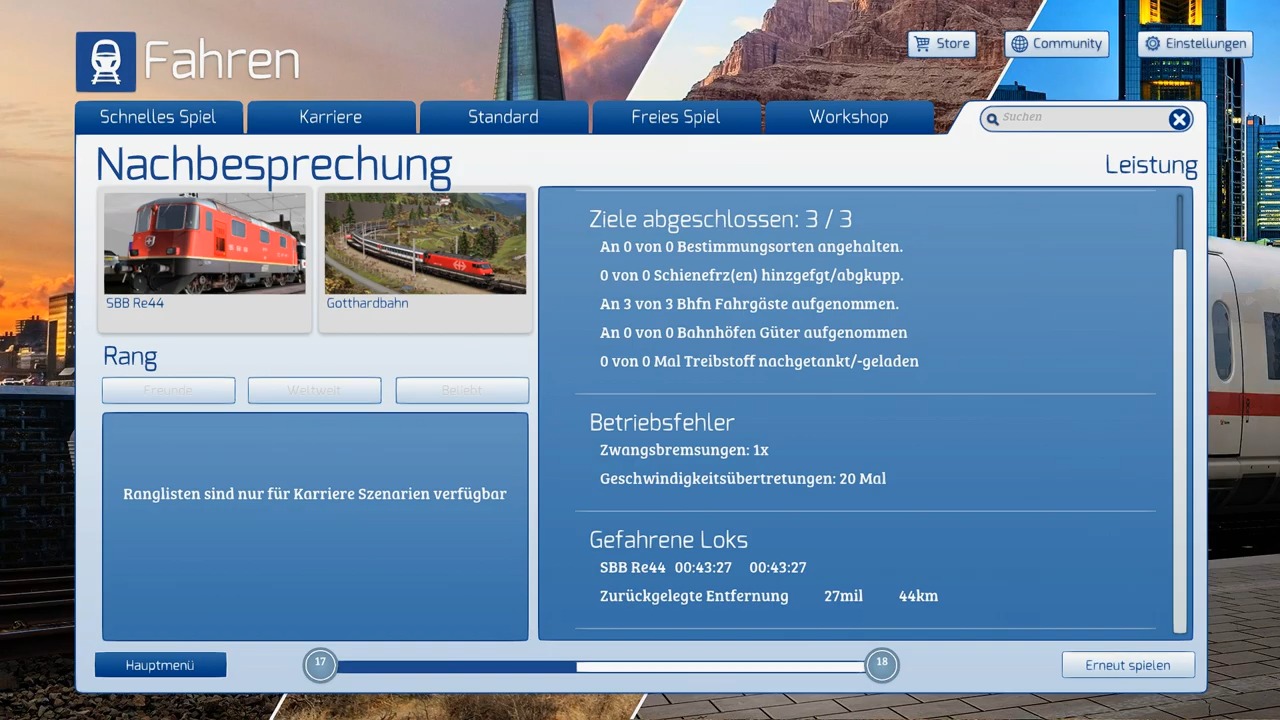 Fahren
Store
Community
Einstellungen
Schnelles Spiel
Karriere
Standard
Freies Spiel
Workshop
Suchen
Nachbesprechung
Leistung
SBB Re44
Gotthardbahn
Rang
Freunde
Weltweit
Beliebt
Ranglisten sind nur für Karriere Szenarien verfügbar
Ziele abgeschlossen: 3 / 3
An 0 von 0 Bestimmungsorten angehalten.
0 von 0 Schienefrz(en) hinzgefgt/abgkupp.
An 3 von 3 Bhfn Fahrgäste aufgenommen.
An 0 von 0 Bahnhöfen Güter aufgenommen
0 von 0 Mal Treibstoff nachgetankt/-geladen
Betriebsfehler
Zwangsbremsungen: 1x
Geschwindigkeitsübertretungen: 20 Mal
Gefahrene Loks
SBB Re44 00:43:27 00:43:27
Zurückgelegte Entfernung 27mil 44km
Hauptmenü
17
18
Erneut spielen